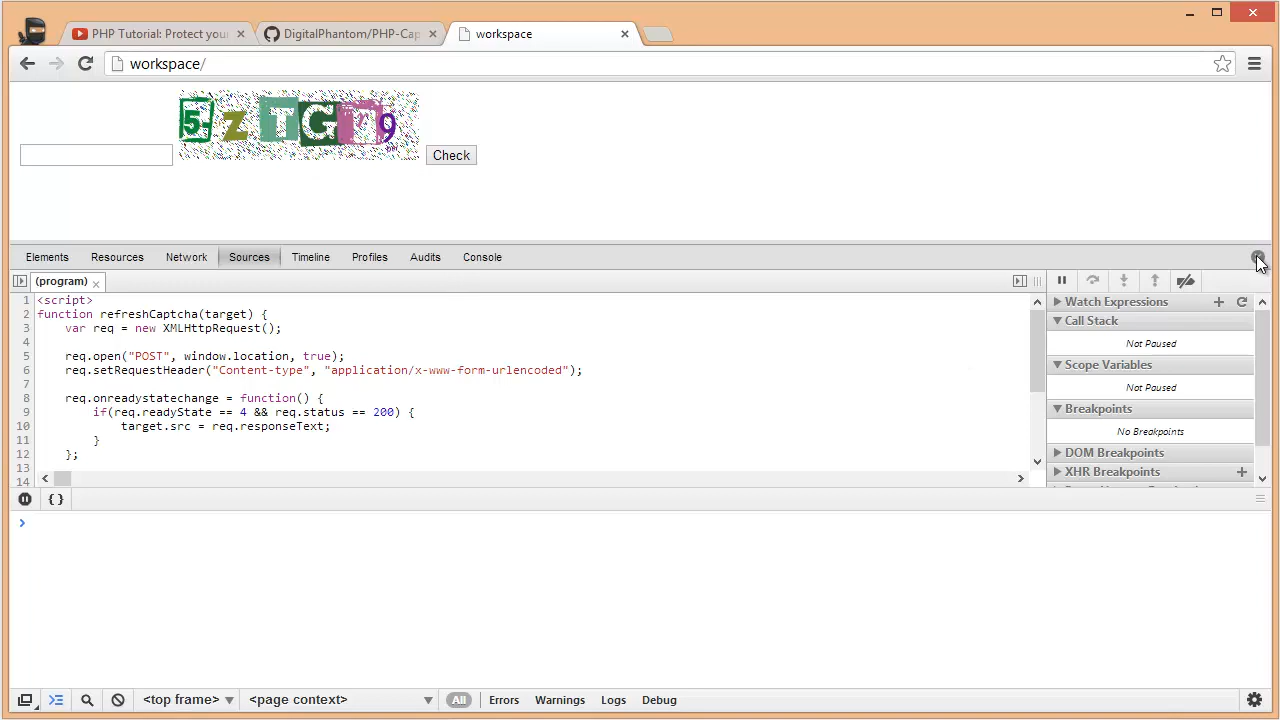 PHP Tutorial: Protect your
DigitalPhantom/PHP-Cap
workspace
workspace/
Check
Elements
Resources
Network
Sources
Timeline
Profiles
Audits
Console
(program)
1 <script>
2 function refreshCaptcha(target) {
3 var req = new XMLHttpRequest();
4
5 req.open("POST", window.location, true);
6 req.setRequestHeader("Content-type", "application/x-www-form-urlencoded");
7
8 req.onreadystatechange = function() {
9 if(req.readyState == 4 && req.status == 200) {
10 target.src = req.responseText;
11 }
12 };
13
14
Watch Expressions
Call Stack
Not Paused
Scope Variables
Not Paused
Breakpoints
No Breakpoints
DOM Breakpoints
XHR Breakpoints
<top frame>
<page context>
All
Errors
Warnings
Logs
Debug